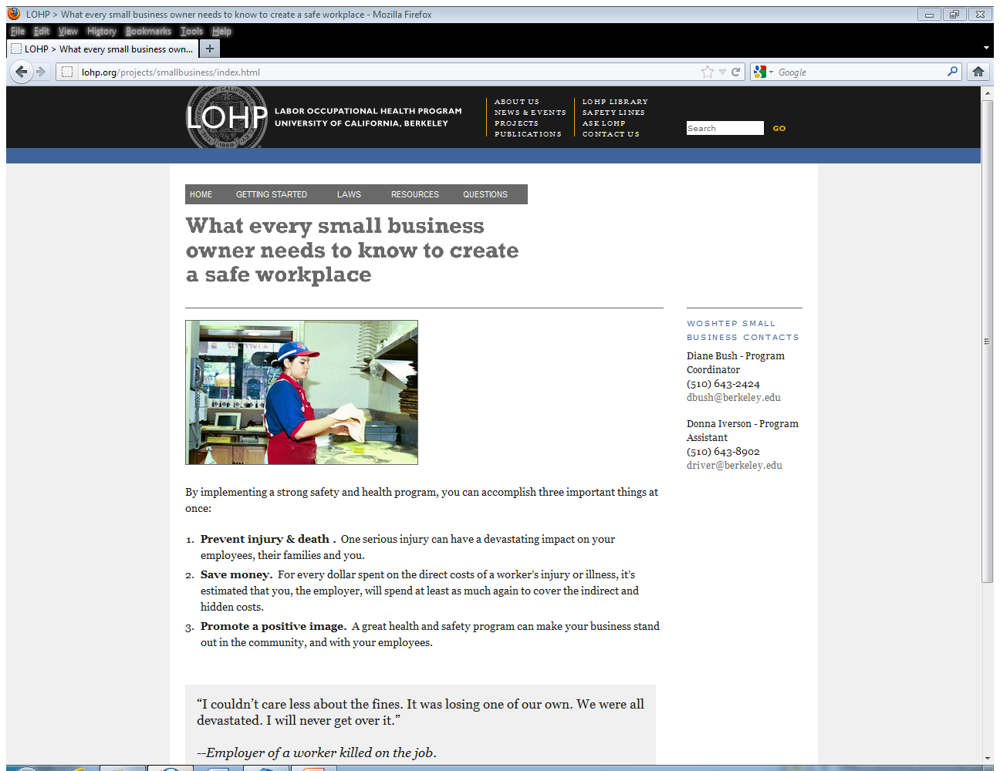 LOHP > What every small business owner needs to know to create a safe workplace - Mozilla Firefox
File Edit View History Bookmarks Tools Help
LOHP > What every small business own...
lohp.org/projects/smallbusiness/index.html
Google
LOHP
LABOR OCCUPATIONAL HEALTH PROGRAM
UNIVERSITY OF CALIFORNIA, BERKELEY
ABOUT US
NEWS & EVENTS
PROJECTS
PUBLICATIONS
LOHP LIBRARY
SAFETY LINKS
ASK LOHP
CONTACT US
Search GO
HOME GETTING STARTED LAWS RESOURCES QUESTIONS
What every small business
owner needs to know to create
a safe workplace
WOSHTEP SMALL
BUSINESS CONTACTS
Diane Bush - Program
Coordinator
(510) 643-2424
dbush@berkeley.edu
Donna Iverson - Program
Assistant
(510) 643-8902
driver@berkeley.edu
By implementing a strong safety and health program, you can accomplish three important things at
once:
1. Prevent injury & death . One serious injury can have a devastating impact on your
employees, their families and you.
2. Save money. For every dollar spent on the direct costs of a worker’s injury or illness, it’s
estimated that you, the employer, will spend at least as much again to cover the indirect and
hidden costs.
3. Promote a positive image. A great health and safety program can make your business stand
out in the community, and with your employees.
“I couldn’t care less about the fines. It was losing one of our own. We were all
devastated. I will never get over it.”
--Employer of a worker killed on the job.